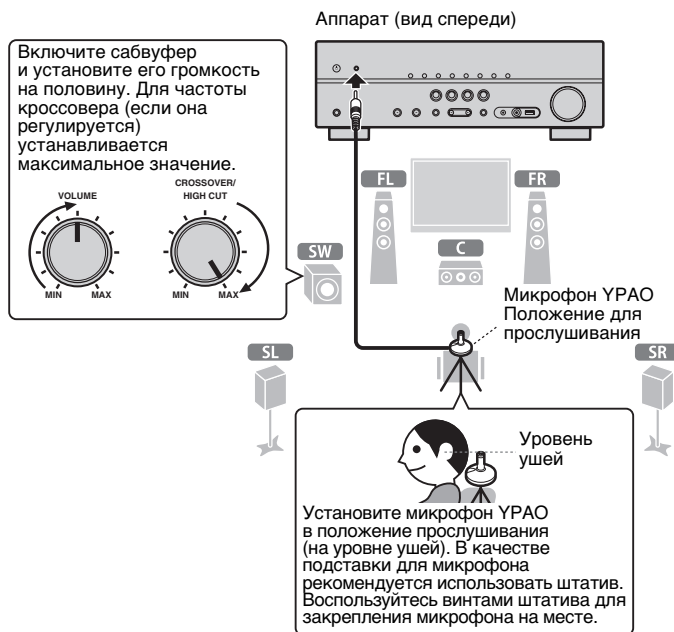 Аппарат (вид спереди)
Включите сабвуфер
и установите его громкость
на половину. Для частоты
кроссовера (если она
регулируется)
устанавливается
максимальное значение.
VOLUME
MIN
MAX
CROSSOVER/
HIGH CUT
MIN
MAX
FL
FR
C
SW
Микрофон YPAO
Положение для
прослушивания
SL
SR
Уровень
ушей
Установите микрофон YPAO
в положение прослушивания
(на уровне ушей). В качестве
подставки для микрофона
рекомендуется использовать штатив.
Воспользуйтесь винтами штатива для
закрепления микрофона на месте.